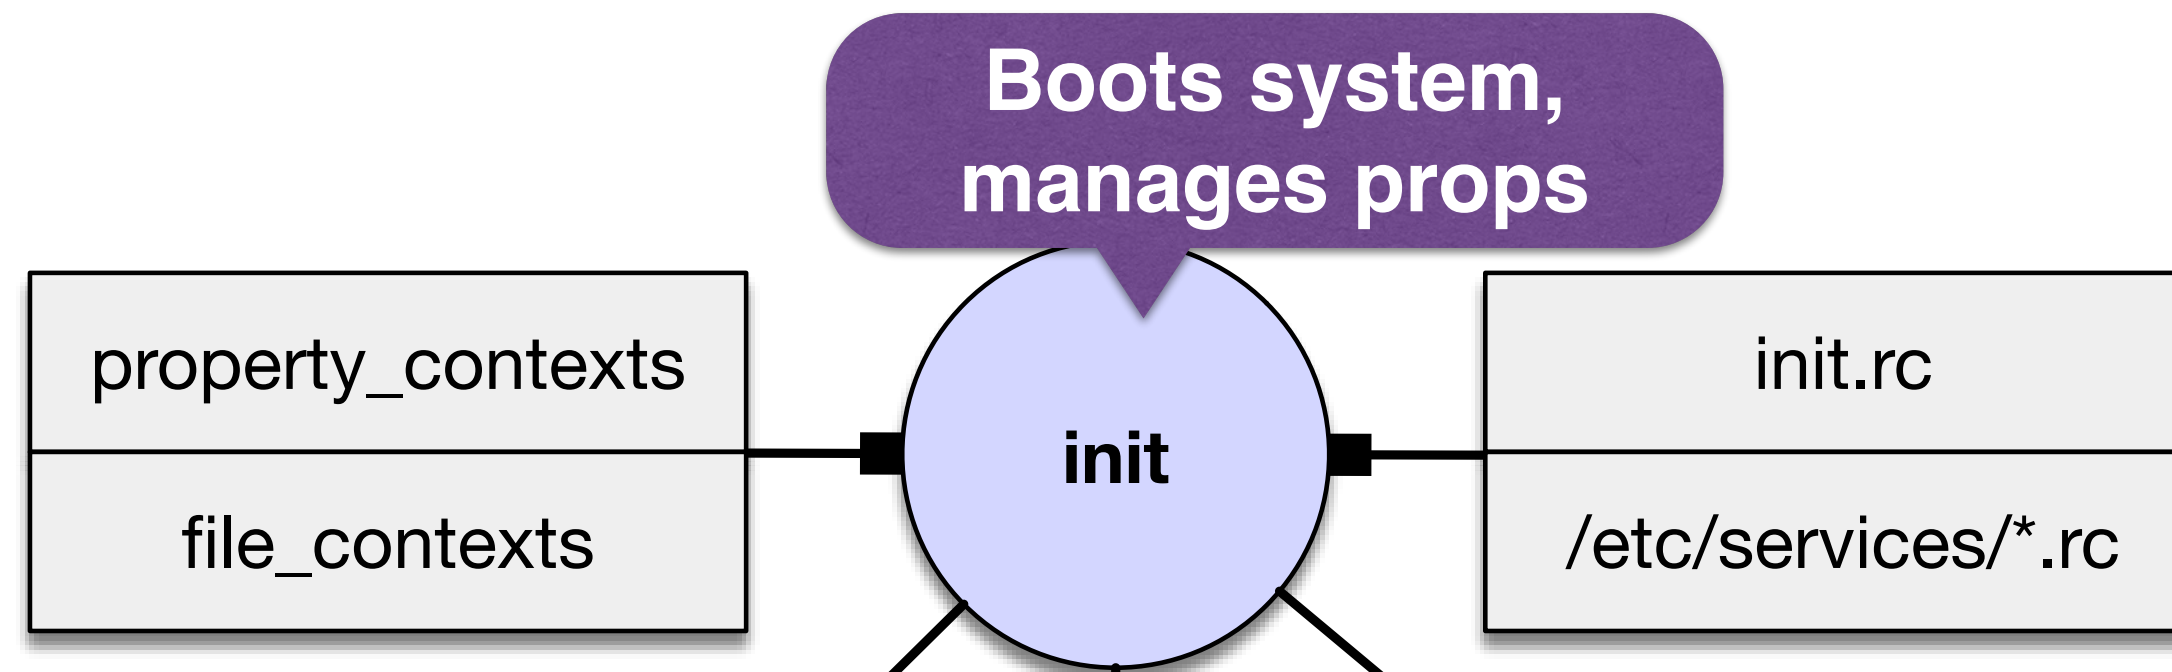 Boots system,
manages props
property_contexts
file_contexts
init
init.rc
/etc/services/*.rc